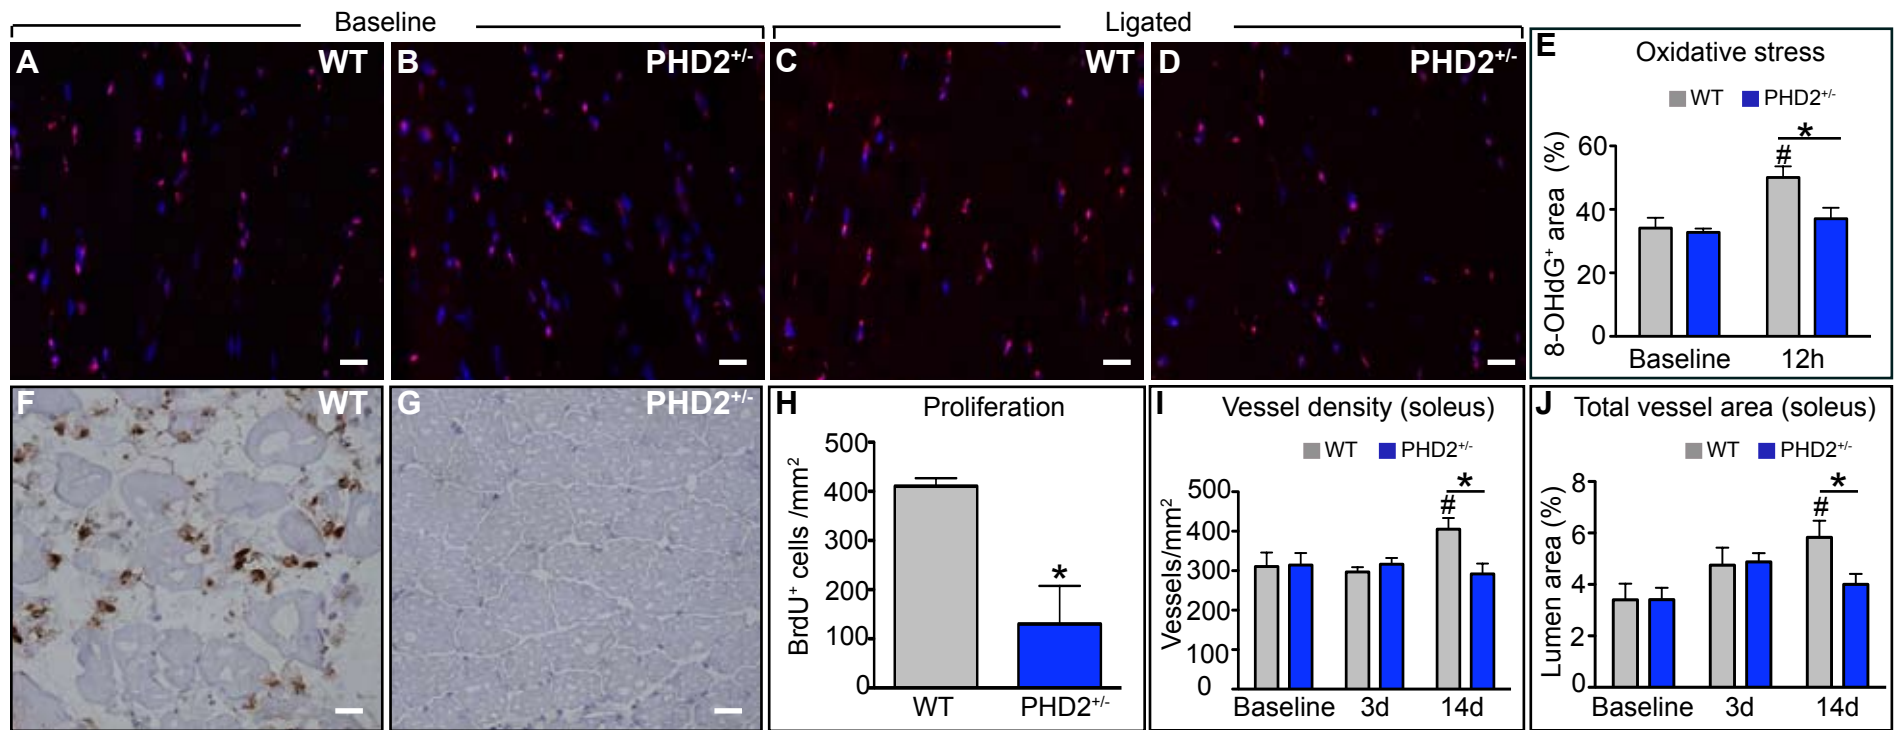 Baseline
Ligated
A WT
B PHD2+/-
C WT
D PHD2+/-
E Oxidative stress
WT PHD2+/-
8-OHdG+ area (%)
60
40
20
0
* #
Baseline 12h
F WT
G PHD2+/-
H Proliferation
BrdU+ cells /mm2
500
400
300
200
100
0
*
WT PHD2+/-
I Vessel density (soleus)
WT PHD2+/-
Vessels/mm2
500
400
300
200
100
0
* #
Baseline 3d 14d
J Total vessel area (soleus)
WT PHD2+/-
Lumen area (%)
8
6
4
2
0
* #
Baseline 3d 14d